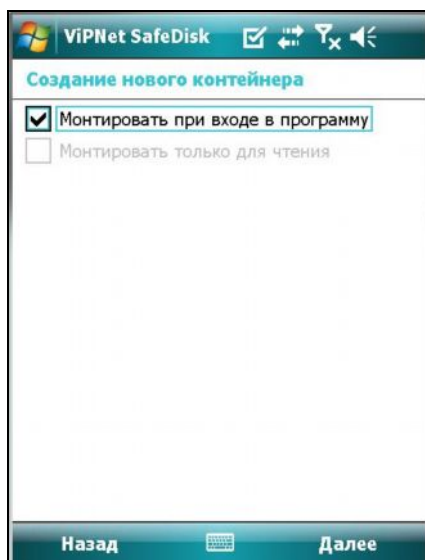 ViPNet SafeDisk
Создание нового контейнера
Монтировать при входе в программу
Монтировать только для чтения
Назад Далее